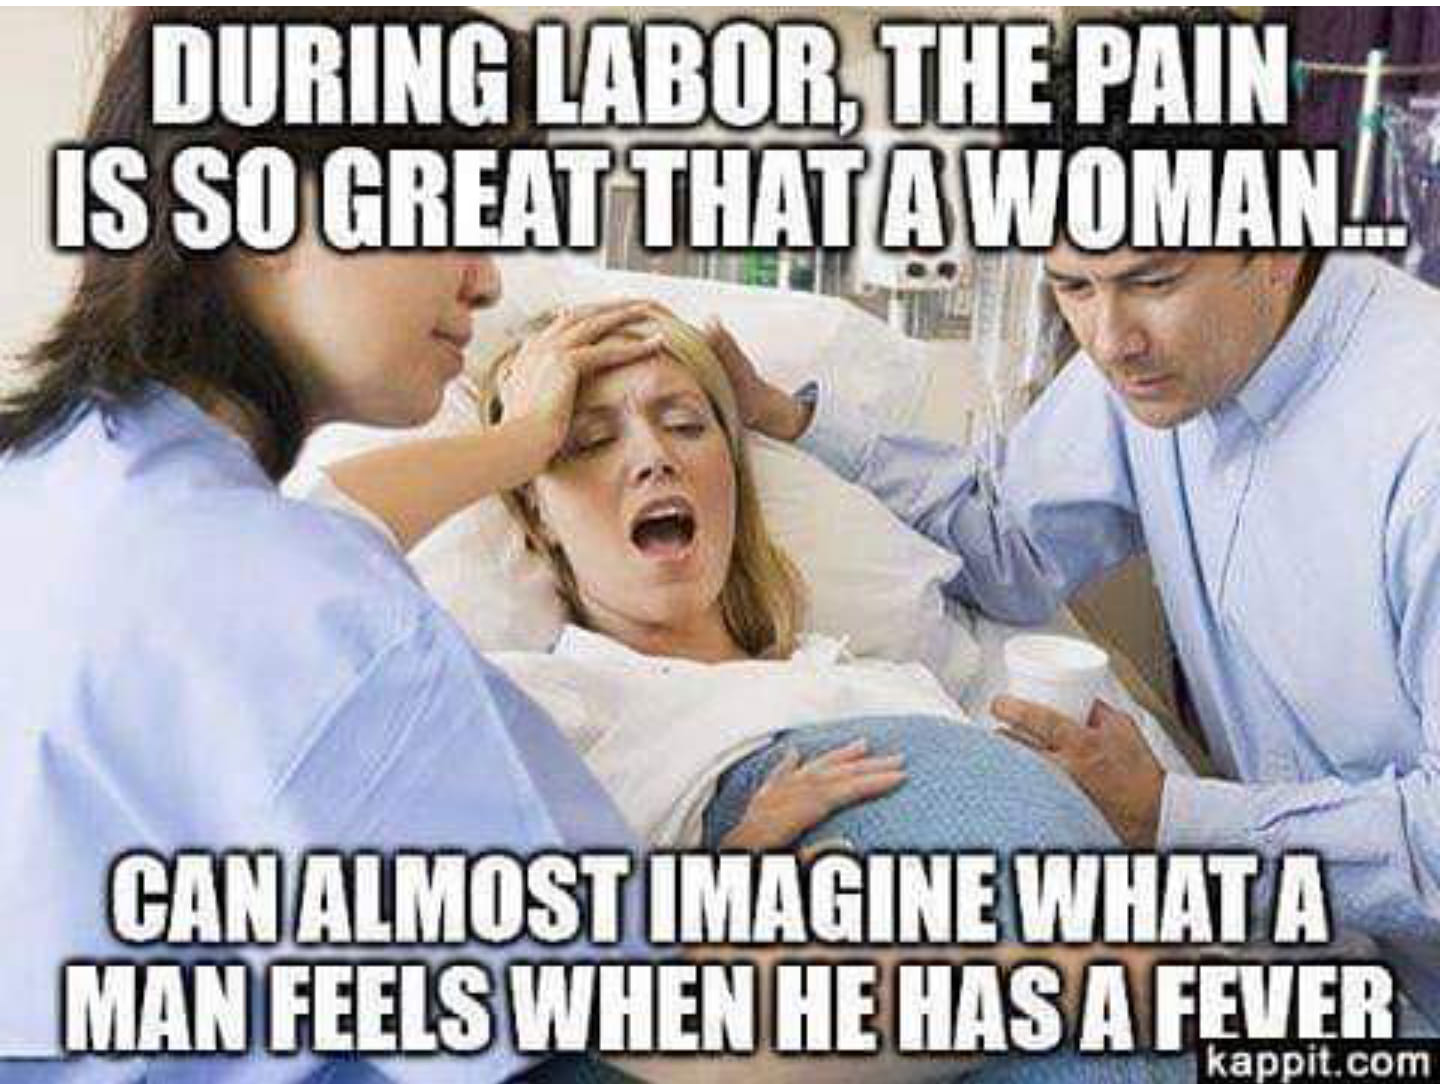 DURING LABOR, THE PAIN
IS SO GREAT THAT A WOMAN...
CAN ALMOST IMAGINE WHAT A
MAN FEELS WHEN HE HAS A FEVER
kappit.com